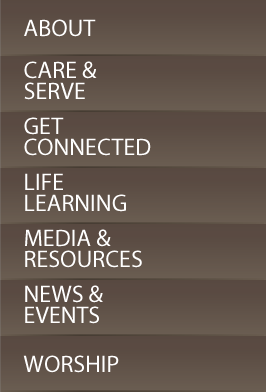 ABOUT
CARE &
SERVE
GET
CONNECTED
LIFE
LEARNING
MEDIA &
RESOURCES
NEWS &
EVENTS
WORSHIP